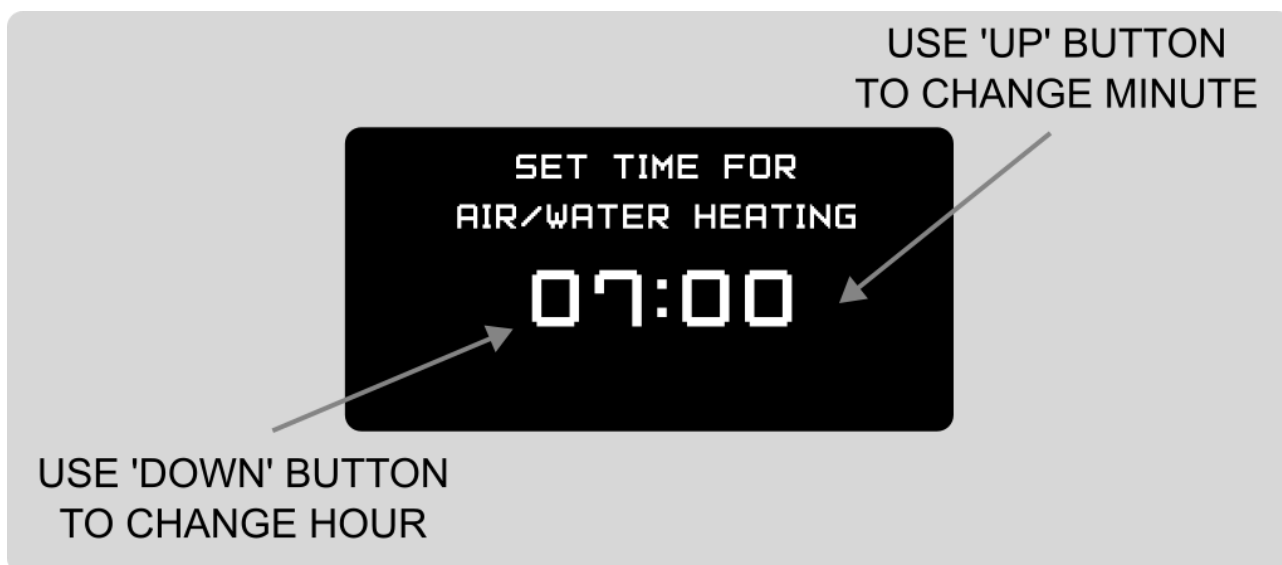 USE 'UP' BUTTON
TO CHANGE MINUTE
SET TIME FOR
AIR/WATER HEATING
07:00
USE 'DOWN' BUTTON
TO CHANGE HOUR